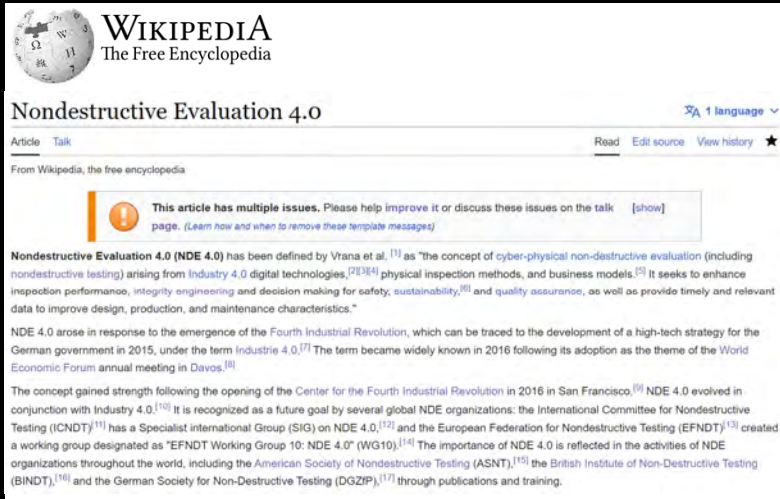 WIKIPEDIA
The Free Encyclopedia
Nondestructive Evaluation 4.0
1 language
Article Talk Read Edit source View history
From Wikipedia, the free encyclopedia
This article has multiple issues. Please help improve it or discuss these issues on the talk [show]
page. (Learn how and when to remove these template messages)
Nondestructive Evaluation 4.0 (NDE 4.0) has been defined by Vrana et al. [1] as "the concept of cyber-physical non-destructive evaluation (including
nondestructive testing) arising from Industry 4.0 digital technologies,[2][3][4] physical inspection methods, and business models.[5] It seeks to enhance
inspection performance, integrity engineering and decision making for safety, sustainability,[6] and quality assurance, as well as provide timely and relevant
data to improve design, production, and maintenance characteristics."
NDE 4.0 arose in response to the emergence of the Fourth Industrial Revolution, which can be traced to the development of a high-tech strategy for the
German government in 2015, under the term Industrie 4.0.[7] The term became widely known in 2016 following its adoption as the theme of the World
Economic Forum annual meeting in Davos.[8]
The concept gained strength following the opening of the Center for the Fourth Industrial Revolution in 2016 in San Francisco.[9] NDE 4.0 evolved in
conjunction with Industry 4.0.[10] It is recognized as a future goal by several global NDE organizations: the International Committee for Nondestructive
Testing (ICNDT)[11] has a Specialist international Group (SIG) on NDE 4.0,[12] and the European Federation for Nondestructive Testing (EFNDT)[13] created
a working group designated as "EFNDT Working Group 10: NDE 4.0" (WG10).[14] The importance of NDE 4.0 is reflected in the activities of NDE
organizations throughout the world, including the American Society of Nondestructive Testing (ASNT),[15] the British Institute of Non-Destructive Testing
(BINDT),[16] and the German Society for Non-Destructive Testing (DGZfP),[17] through publications and training.